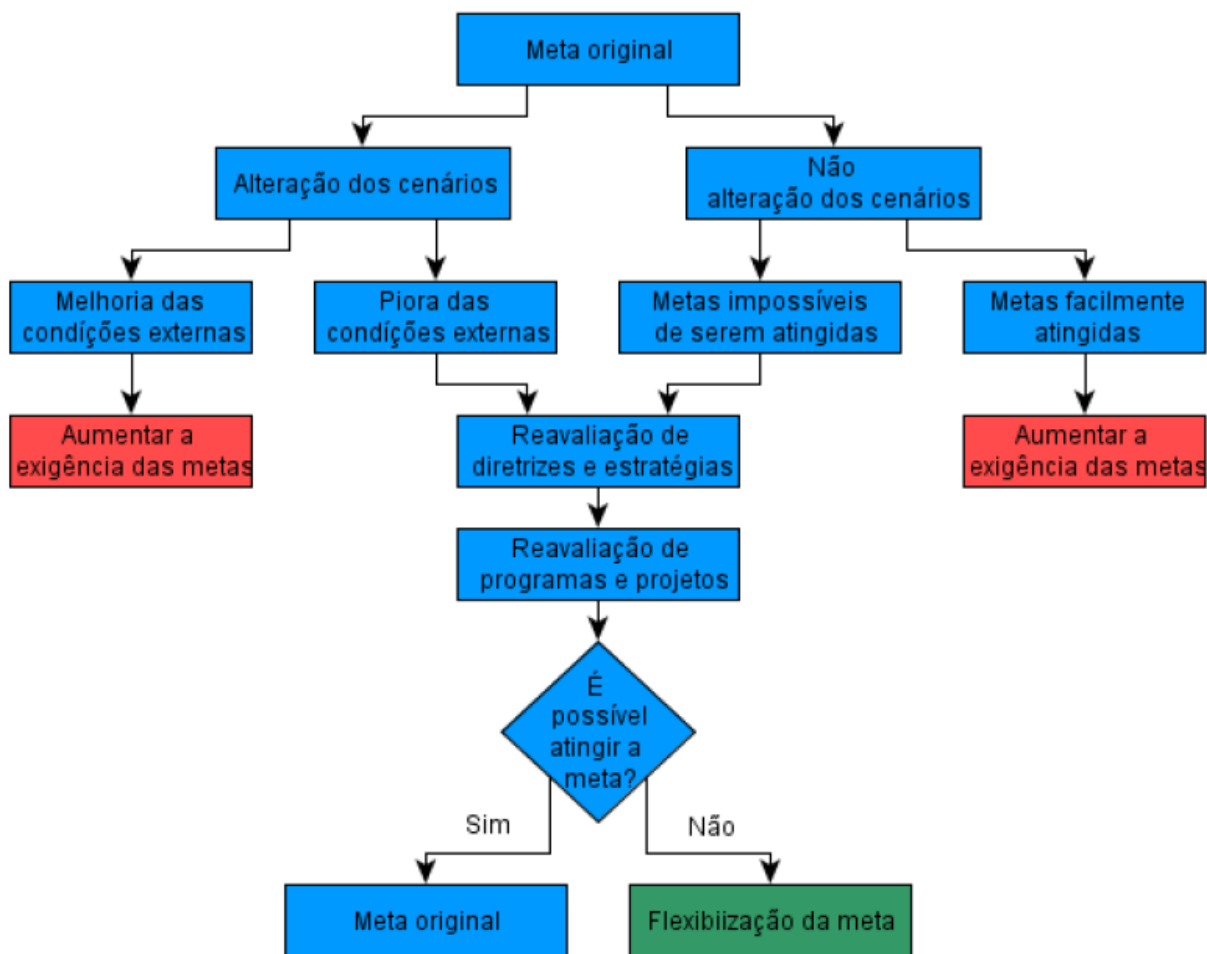 Meta original
Alteração dos cenários
Não
alteração dos cenários
Melhoria das
condíções externas
Piora das
condíções externas
Metas impossíveis
de serem atingidas
Metas facilmente
atingidas
Aumentar a
exigência das metas
Reavaliação de
diretrizes e estratégias
Aumentar a
exigência das metas
Reavaliação de
programas e projetos
É
possível
atingir a
meta?
Sim
Não
Meta original
Flexibiização da meta